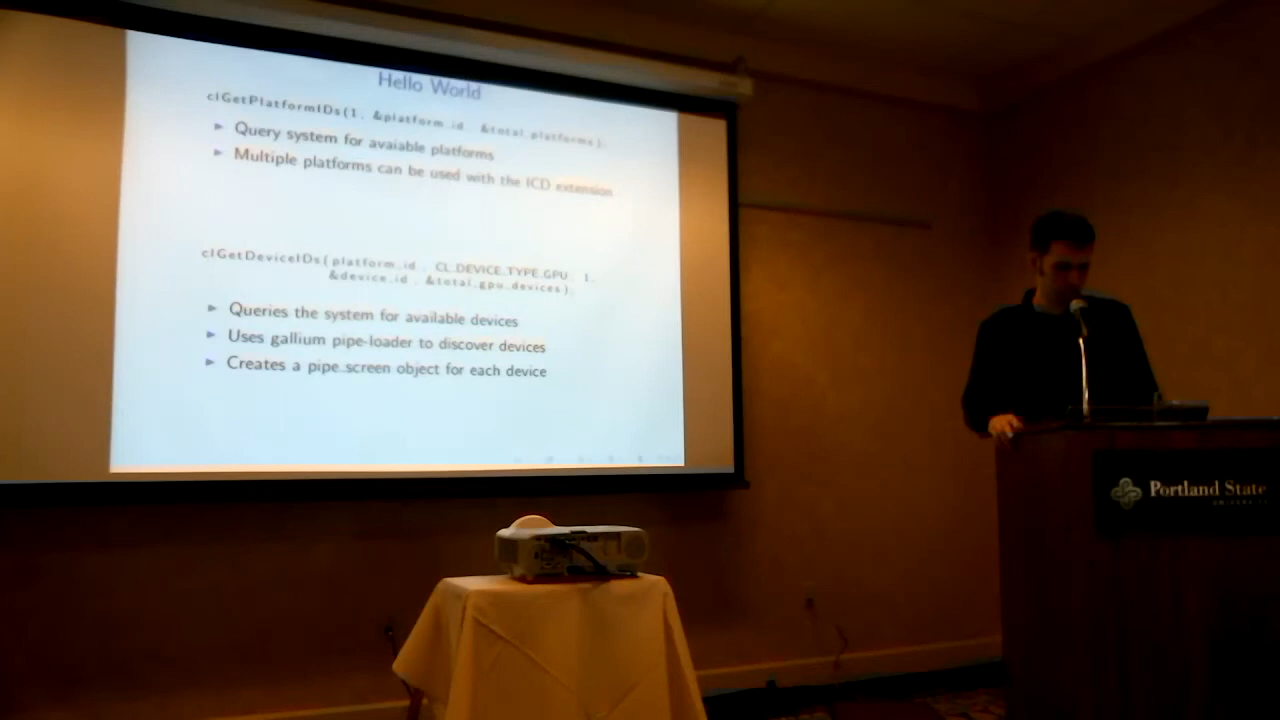 Hello World
clGetPlatformIDs(1, &platform_id, &total_platforms);
Query system for avaiable platforms
Multiple platforms can be used with the ICD extension
clGetDeviceIDs(platform_id, CL_DEVICE_TYPE_GPU, 1,
&device_id, &total_gpu_devices);
Queries the system for available devices
Uses gallium pipe-loader to discover devices
Creates a pipe_screen object for each device
Portland State